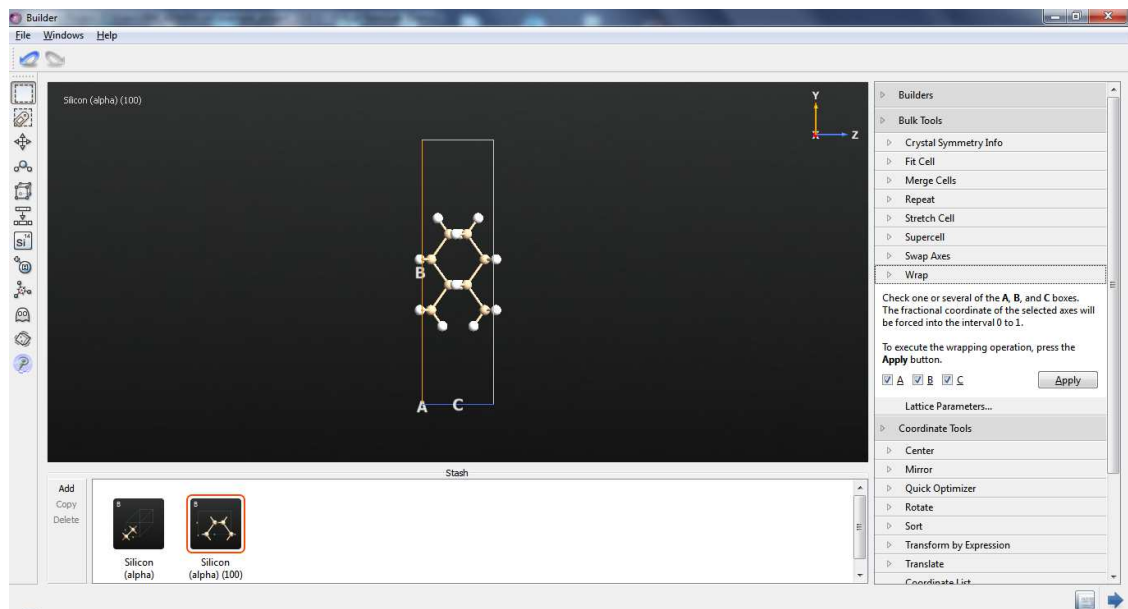 Builder
File Windows Help
Silicon (alpha) (100)
Y
Z
B
A
C
Si
14
Stash
Add
Copy
Delete
B
Silicon
(alpha)
B
Silicon
(alpha) (100)
Builders
Bulk Tools
Crystal Symmetry Info
Fit Cell
Merge Cells
Repeat
Stretch Cell
Supercell
Swap Axes
Wrap
Check one or several of the A, B, and C boxes.
The fractional coordinate of the selected axes will
be forced into the interval 0 to 1.
To execute the wrapping operation, press the
Apply button.
A B C Apply
Lattice Parameters...
Coordinate Tools
Center
Mirror
Quick Optimizer
Rotate
Sort
Transform by Expression
Translate
Coordinate List